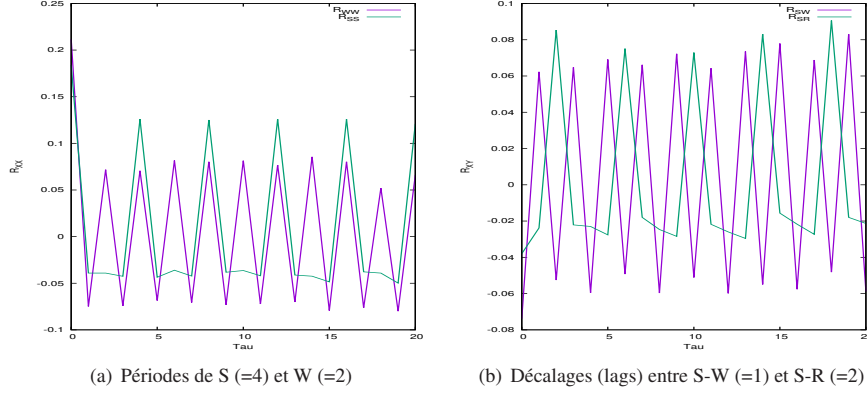 0.25
0.2
0.15
0.1
0.05
0
-0.05
-0.1
0 5 10 15 20
R_XX
Tau
R_WW
R_SS
(a) Périodes de S (=4) et W (=2)
0.1
0.08
0.06
0.04
0.02
0
-0.02
-0.04
-0.06
-0.08
0 5 10 15 20
R_XY
Tau
R_SW
R_SR
(b) Décalages (lags) entre S-W (=1) et S-R (=2)